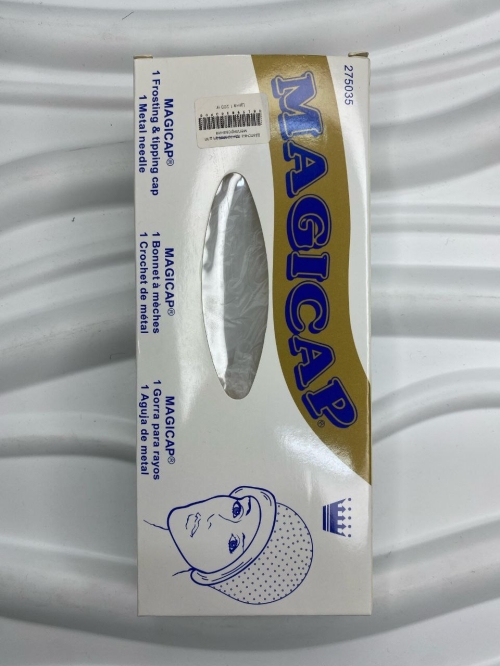 275035
MAGICAP®
MAGICAP®
1 Frosting & tipping cap
1 Metal needle
MAGICAP®
1 Bonnet à mèches
1 Crochet de métal
MAGICAP®
1 Gorra para rayos
1 Aguja de metal